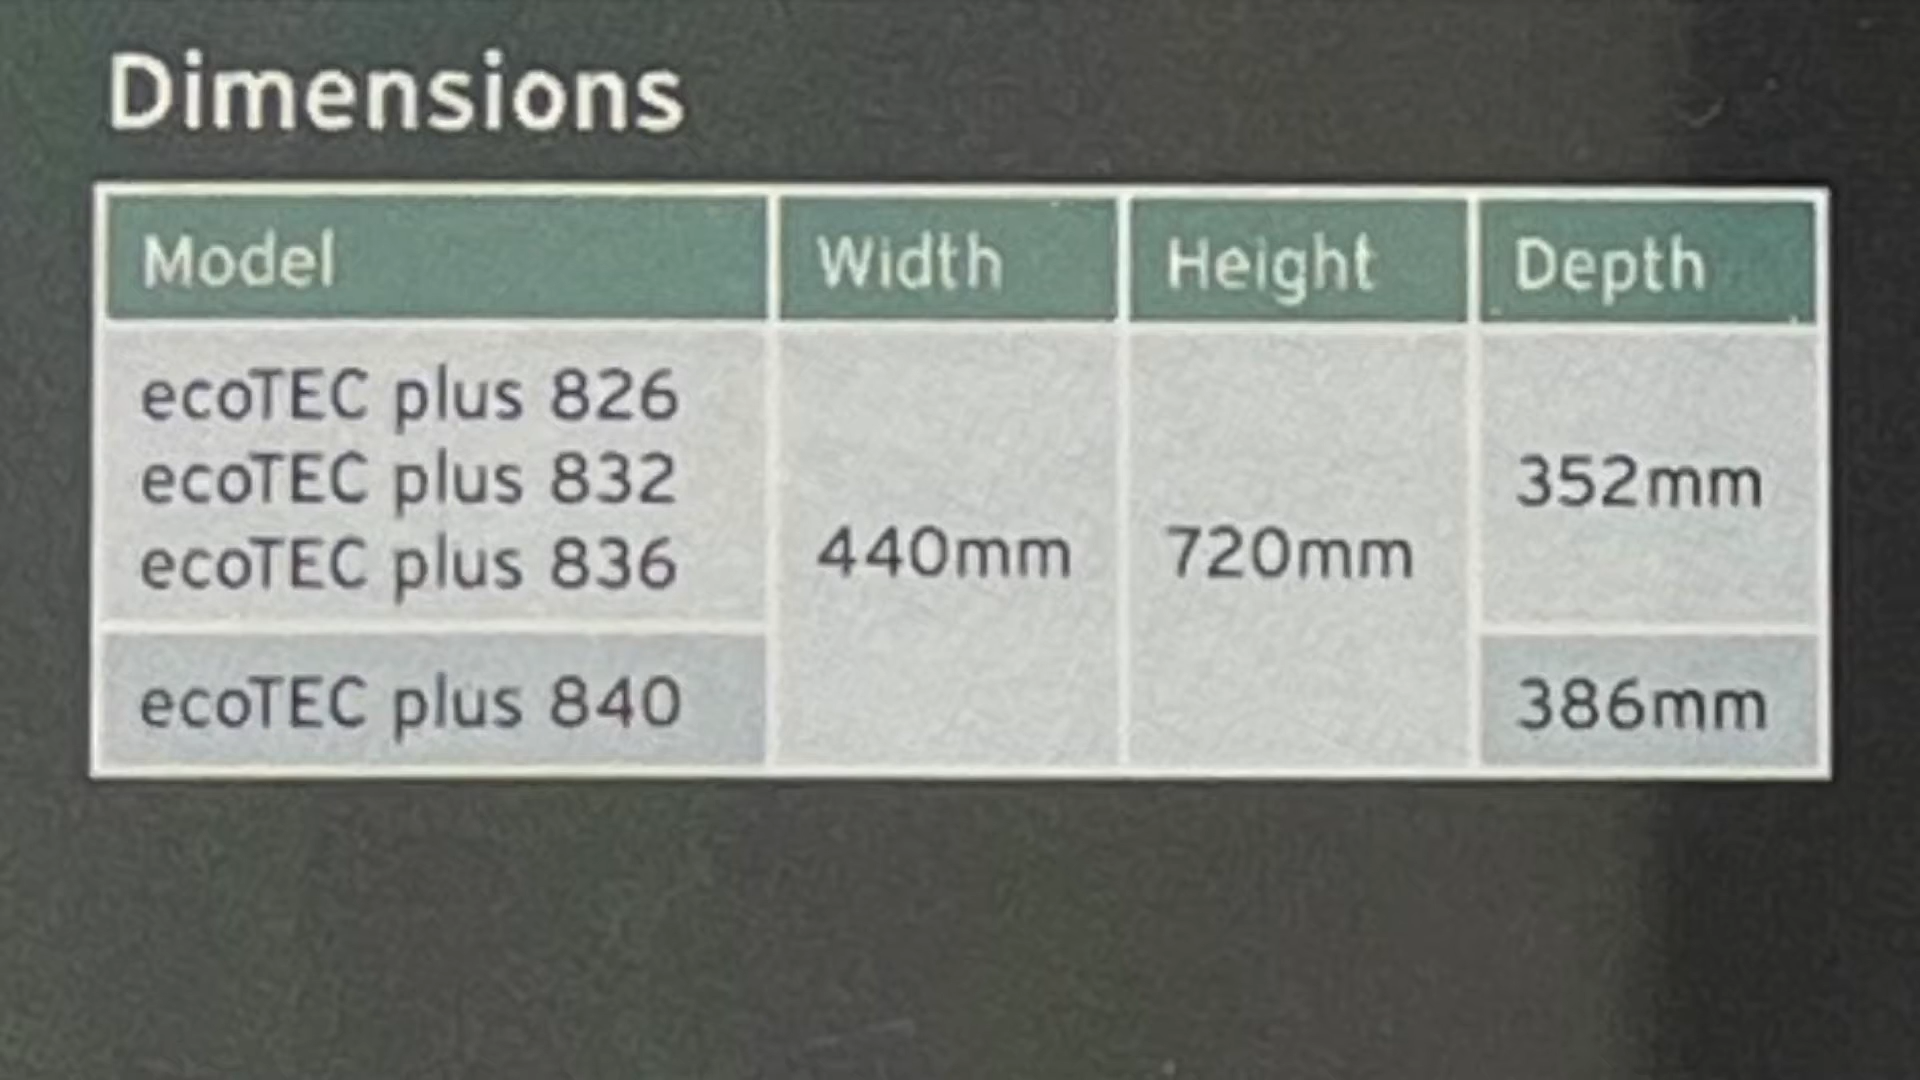 Dimensions
Model Width Height Depth
ecoTEC plus 826
ecoTEC plus 832 352mm
ecoTEC plus 836
440mm 720mm
ecoTEC plus 840 386mm